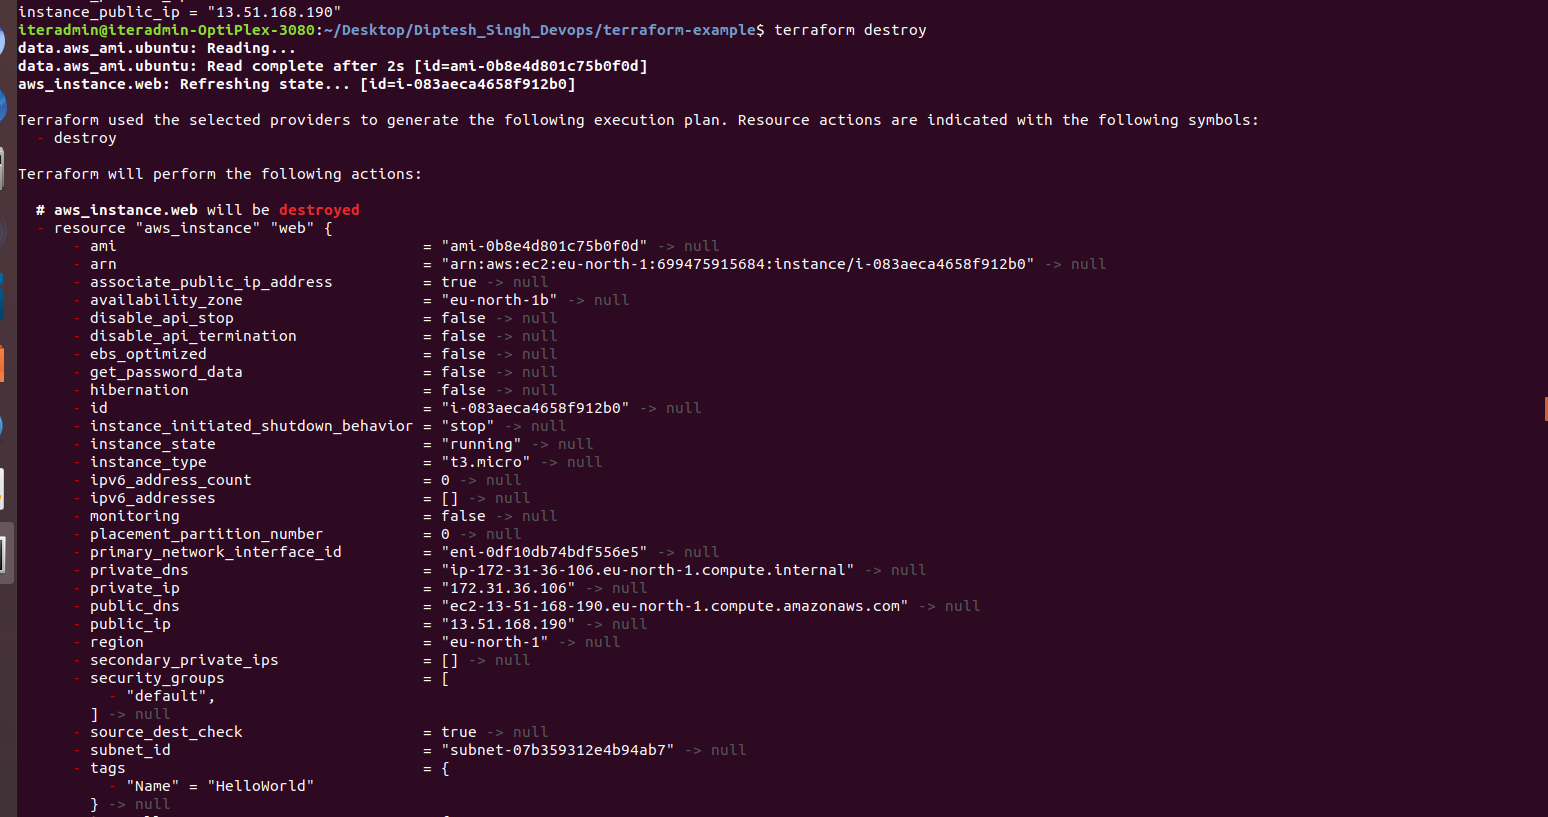 instance_public_ip = "13.51.168.190"
iteradmin@iteradmin-OptiPlex-3080:~/Desktop/Diptesh_Singh_Devops/terraform-example$ terraform destroy
data.aws_ami.ubuntu: Reading...
data.aws_ami.ubuntu: Read complete after 2s [id=ami-0b8e4d801c75b0f0d]
aws_instance.web: Refreshing state... [id=i-083aeca4658f912b0]
Terraform used the selected providers to generate the following execution plan. Resource actions are indicated with the following symbols:
- destroy
Terraform will perform the following actions:
# aws_instance.web will be destroyed
- resource "aws_instance" "web" {
- ami = "ami-0b8e4d801c75b0f0d" -> null
- arn = "arn:aws:ec2:eu-north-1:699475915684:instance/i-083aeca4658f912b0" -> null
- associate_public_ip_address = true -> null
- availability_zone = "eu-north-1b" -> null
- disable_api_stop = false -> null
- disable_api_termination = false -> null
- ebs_optimized = false -> null
- get_password_data = false -> null
- hibernation = false -> null
- id = "i-083aeca4658f912b0" -> null
- instance_initiated_shutdown_behavior = "stop" -> null
- instance_state = "running" -> null
- instance_type = "t3.micro" -> null
- ipv6_address_count = 0 -> null
- ipv6_addresses = [] -> null
- monitoring = false -> null
- placement_partition_number = 0 -> null
- primary_network_interface_id = "eni-0df10db74bdf556e5" -> null
- private_dns = "ip-172-31-36-106.eu-north-1.compute.internal" -> null
- private_ip = "172.31.36.106" -> null
- public_dns = "ec2-13-51-168-190.eu-north-1.compute.amazonaws.com" -> null
- public_ip = "13.51.168.190" -> null
- region = "eu-north-1" -> null
- secondary_private_ips = [] -> null
- security_groups = [
- "default",
] -> null
- source_dest_check = true -> null
- subnet_id = "subnet-07b359312e4b94ab7" -> null
- tags = {
- "Name" = "HelloWorld"
} -> null